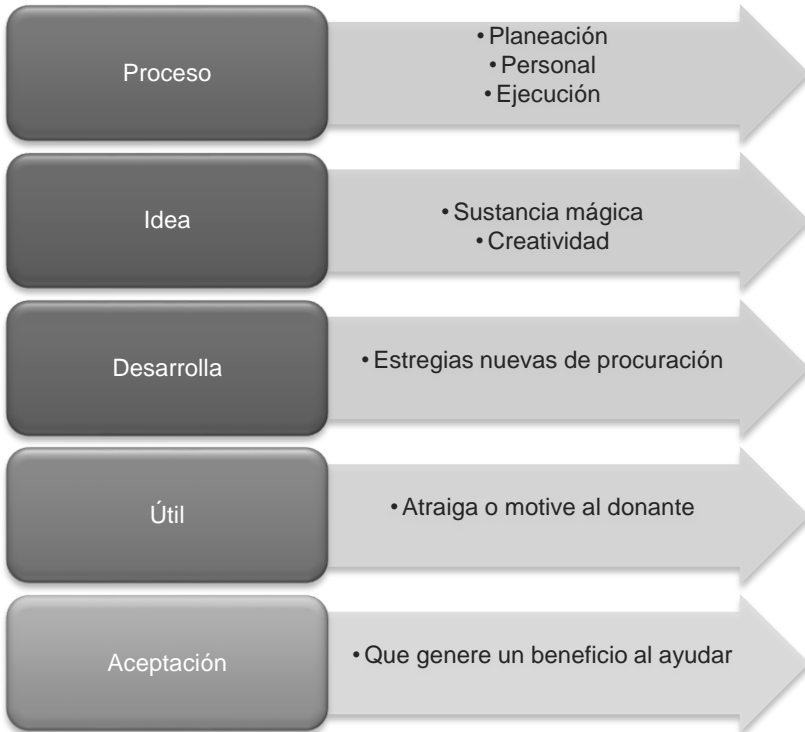 Proceso
• Planeación
• Personal
• Ejecución
Idea
• Sustancia mágica
• Creatividad
Desarrolla
• Estregias nuevas de procuración
Útil
• Atraiga o motive al donante
Aceptación
• Que genere un beneficio al ayudar